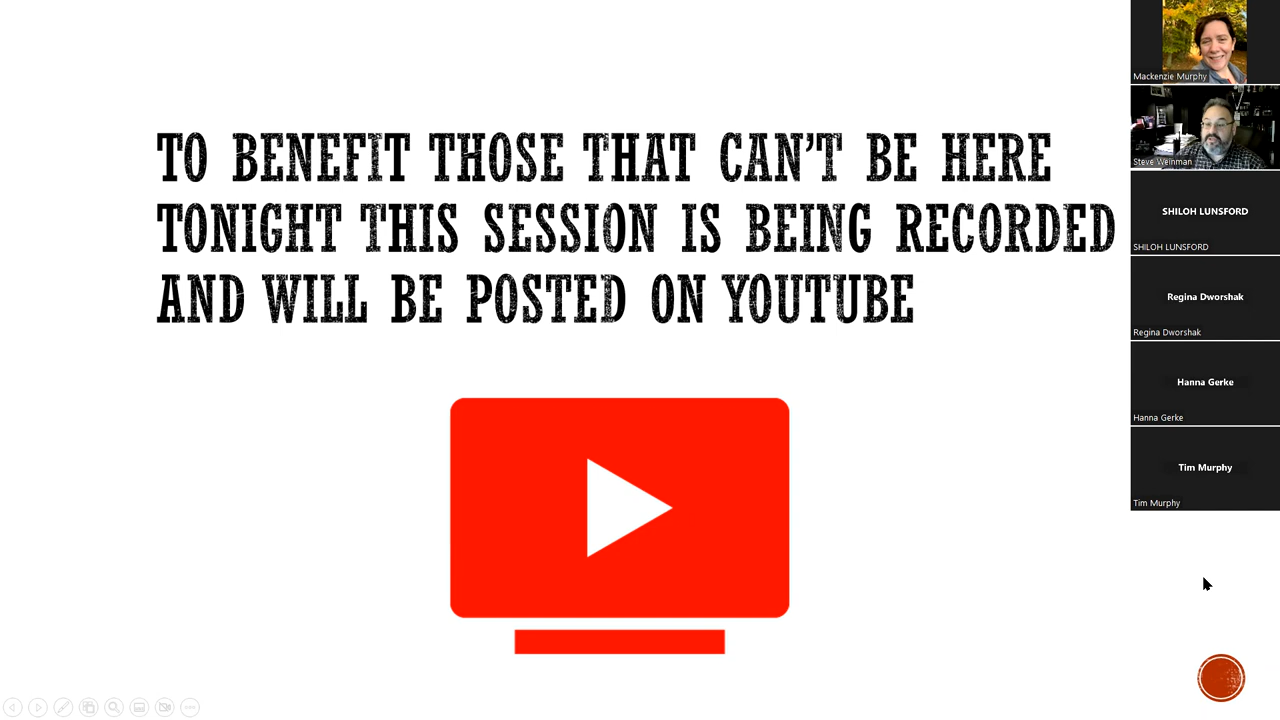 TO BENEFIT THOSE THAT CAN'T BE HERE
TONIGHT THIS SESSION IS BEING RECORDED
AND WILL BE POSTED ON YOUTUBE
Mackenzie Murphy
Steve Weinman
SHILOH LUNSFORD
SHILOH LUNSFORD
Regina Dworshak
Regina Dworshak
Hanna Gerke
Hanna Gerke
Tim Murphy
Tim Murphy